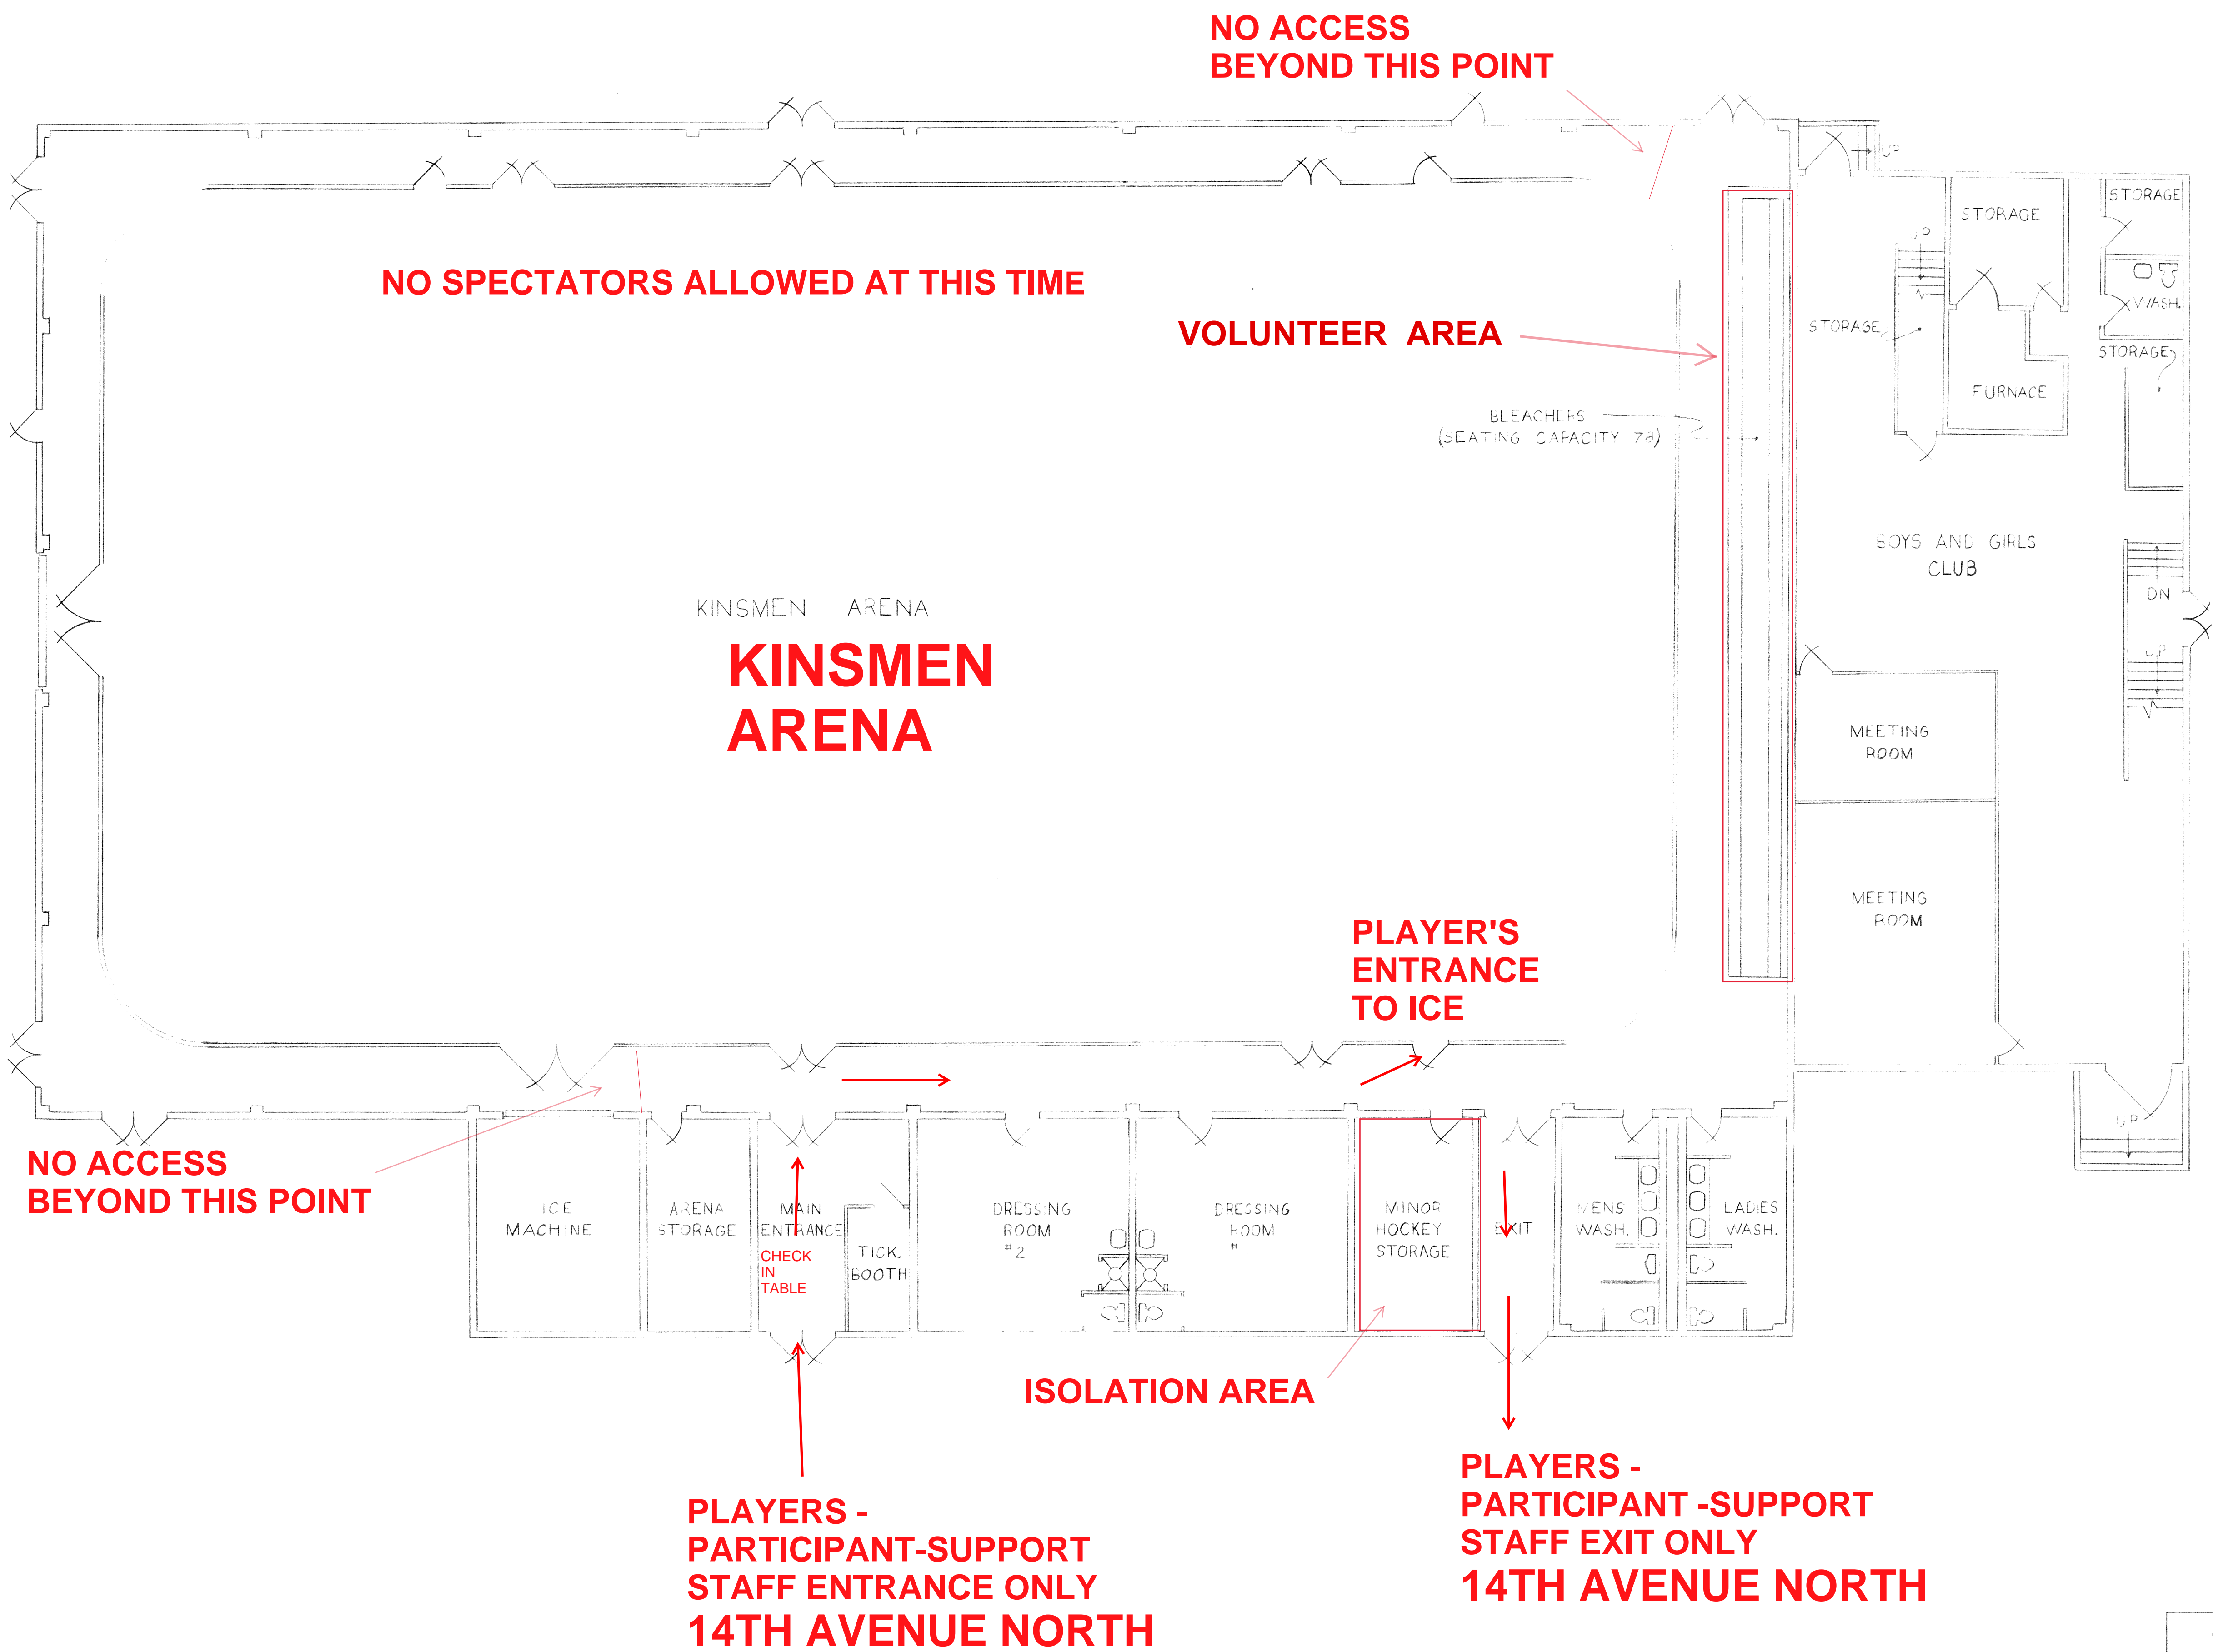 NO ACCESS
BEYOND THIS POINT
UP
STORAGE
STORAGE
UP
WASH.
NO SPECTATORS ALLOWED AT THIS TIME
VOLUNTEER AREA
STORAGE
STORAGE
FURNACE
BLEACHERS
(SEATING CAPACITY 78)
BOYS AND GIRLS
CLUB
DN
UP
KINSMEN ARENA
KINSMEN
ARENA
MEETING
ROOM
MEETING
ROOM
PLAYER'S
ENTRANCE
TO ICE
UP
NO ACCESS
BEYOND THIS POINT
ICE
MACHINE
ARENA
STORAGE
MAIN
ENTRANCE
CHECK
IN
TABLE
TICK.
BOOTH
DRESSING
ROOM
#2
DRESSING
ROOM
#1
MINOR
HOCKEY
STORAGE
EXIT
MENS
WASH.
LADIES
WASH.
ISOLATION AREA
PLAYERS -
PARTICIPANT-SUPPORT
STAFF ENTRANCE ONLY
14TH AVENUE NORTH
PLAYERS -
PARTICIPANT -SUPPORT
STAFF EXIT ONLY
14TH AVENUE NORTH